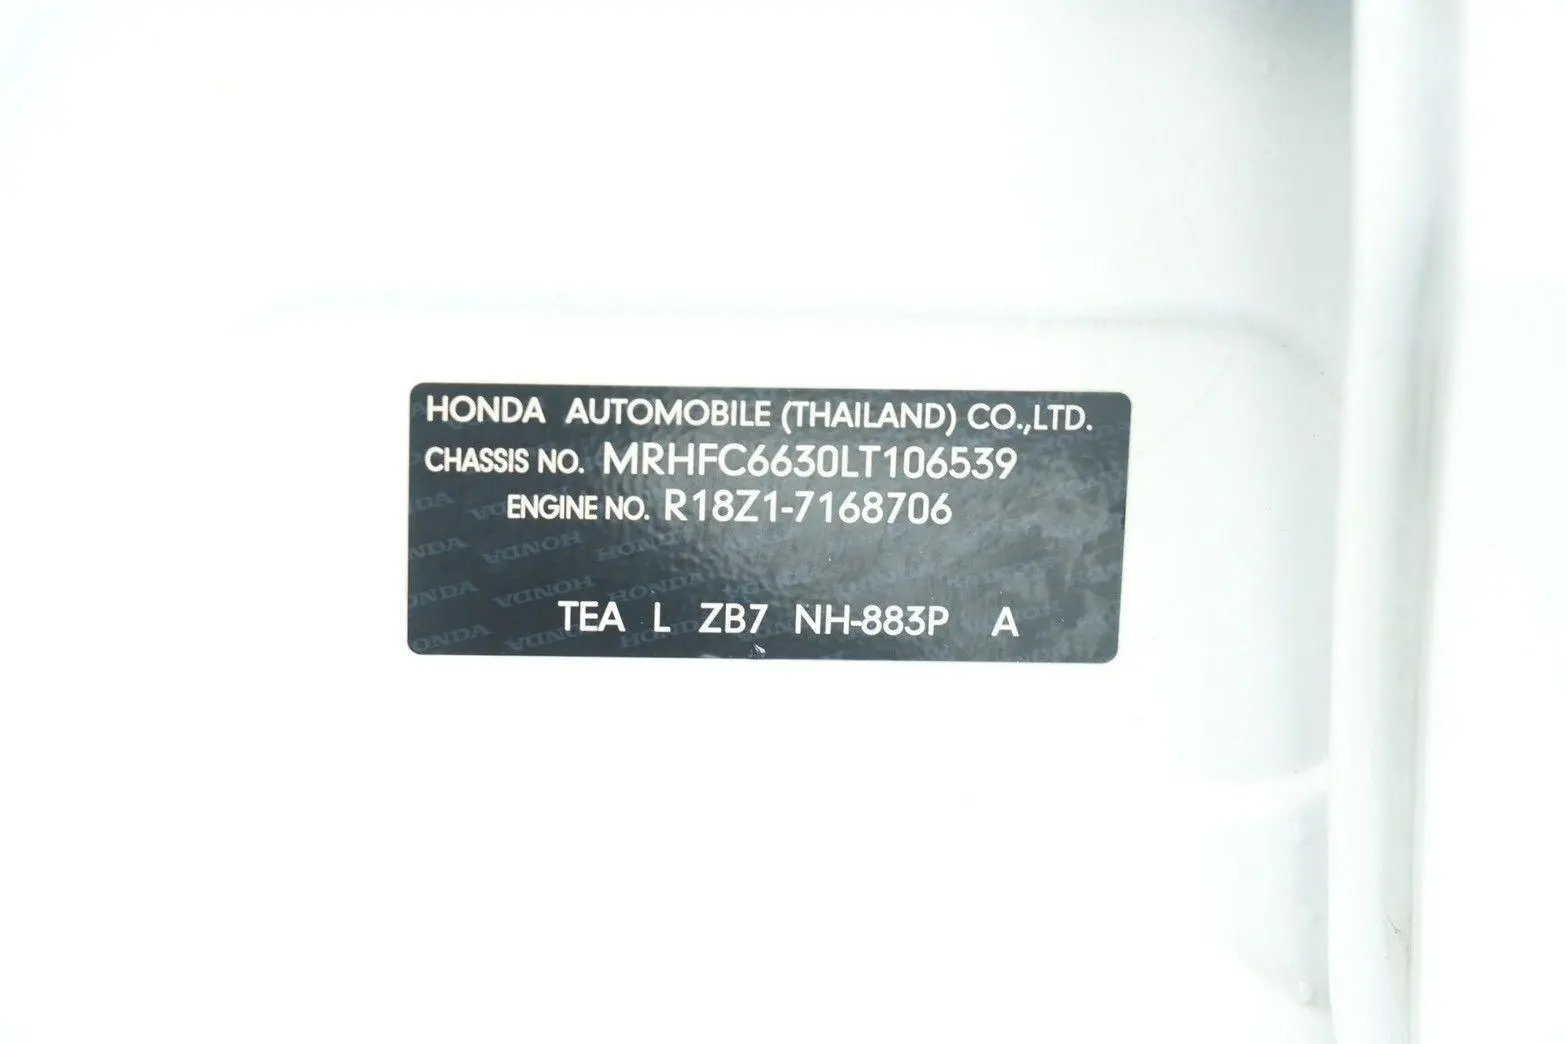 HONDA AUTOMOBILE (THAILAND) CO.,LTD.
CHASSIS NO. MRHFC6630LT106539
ENGINE NO. R18Z1-7168706
TEA L ZB7 NH-883P A